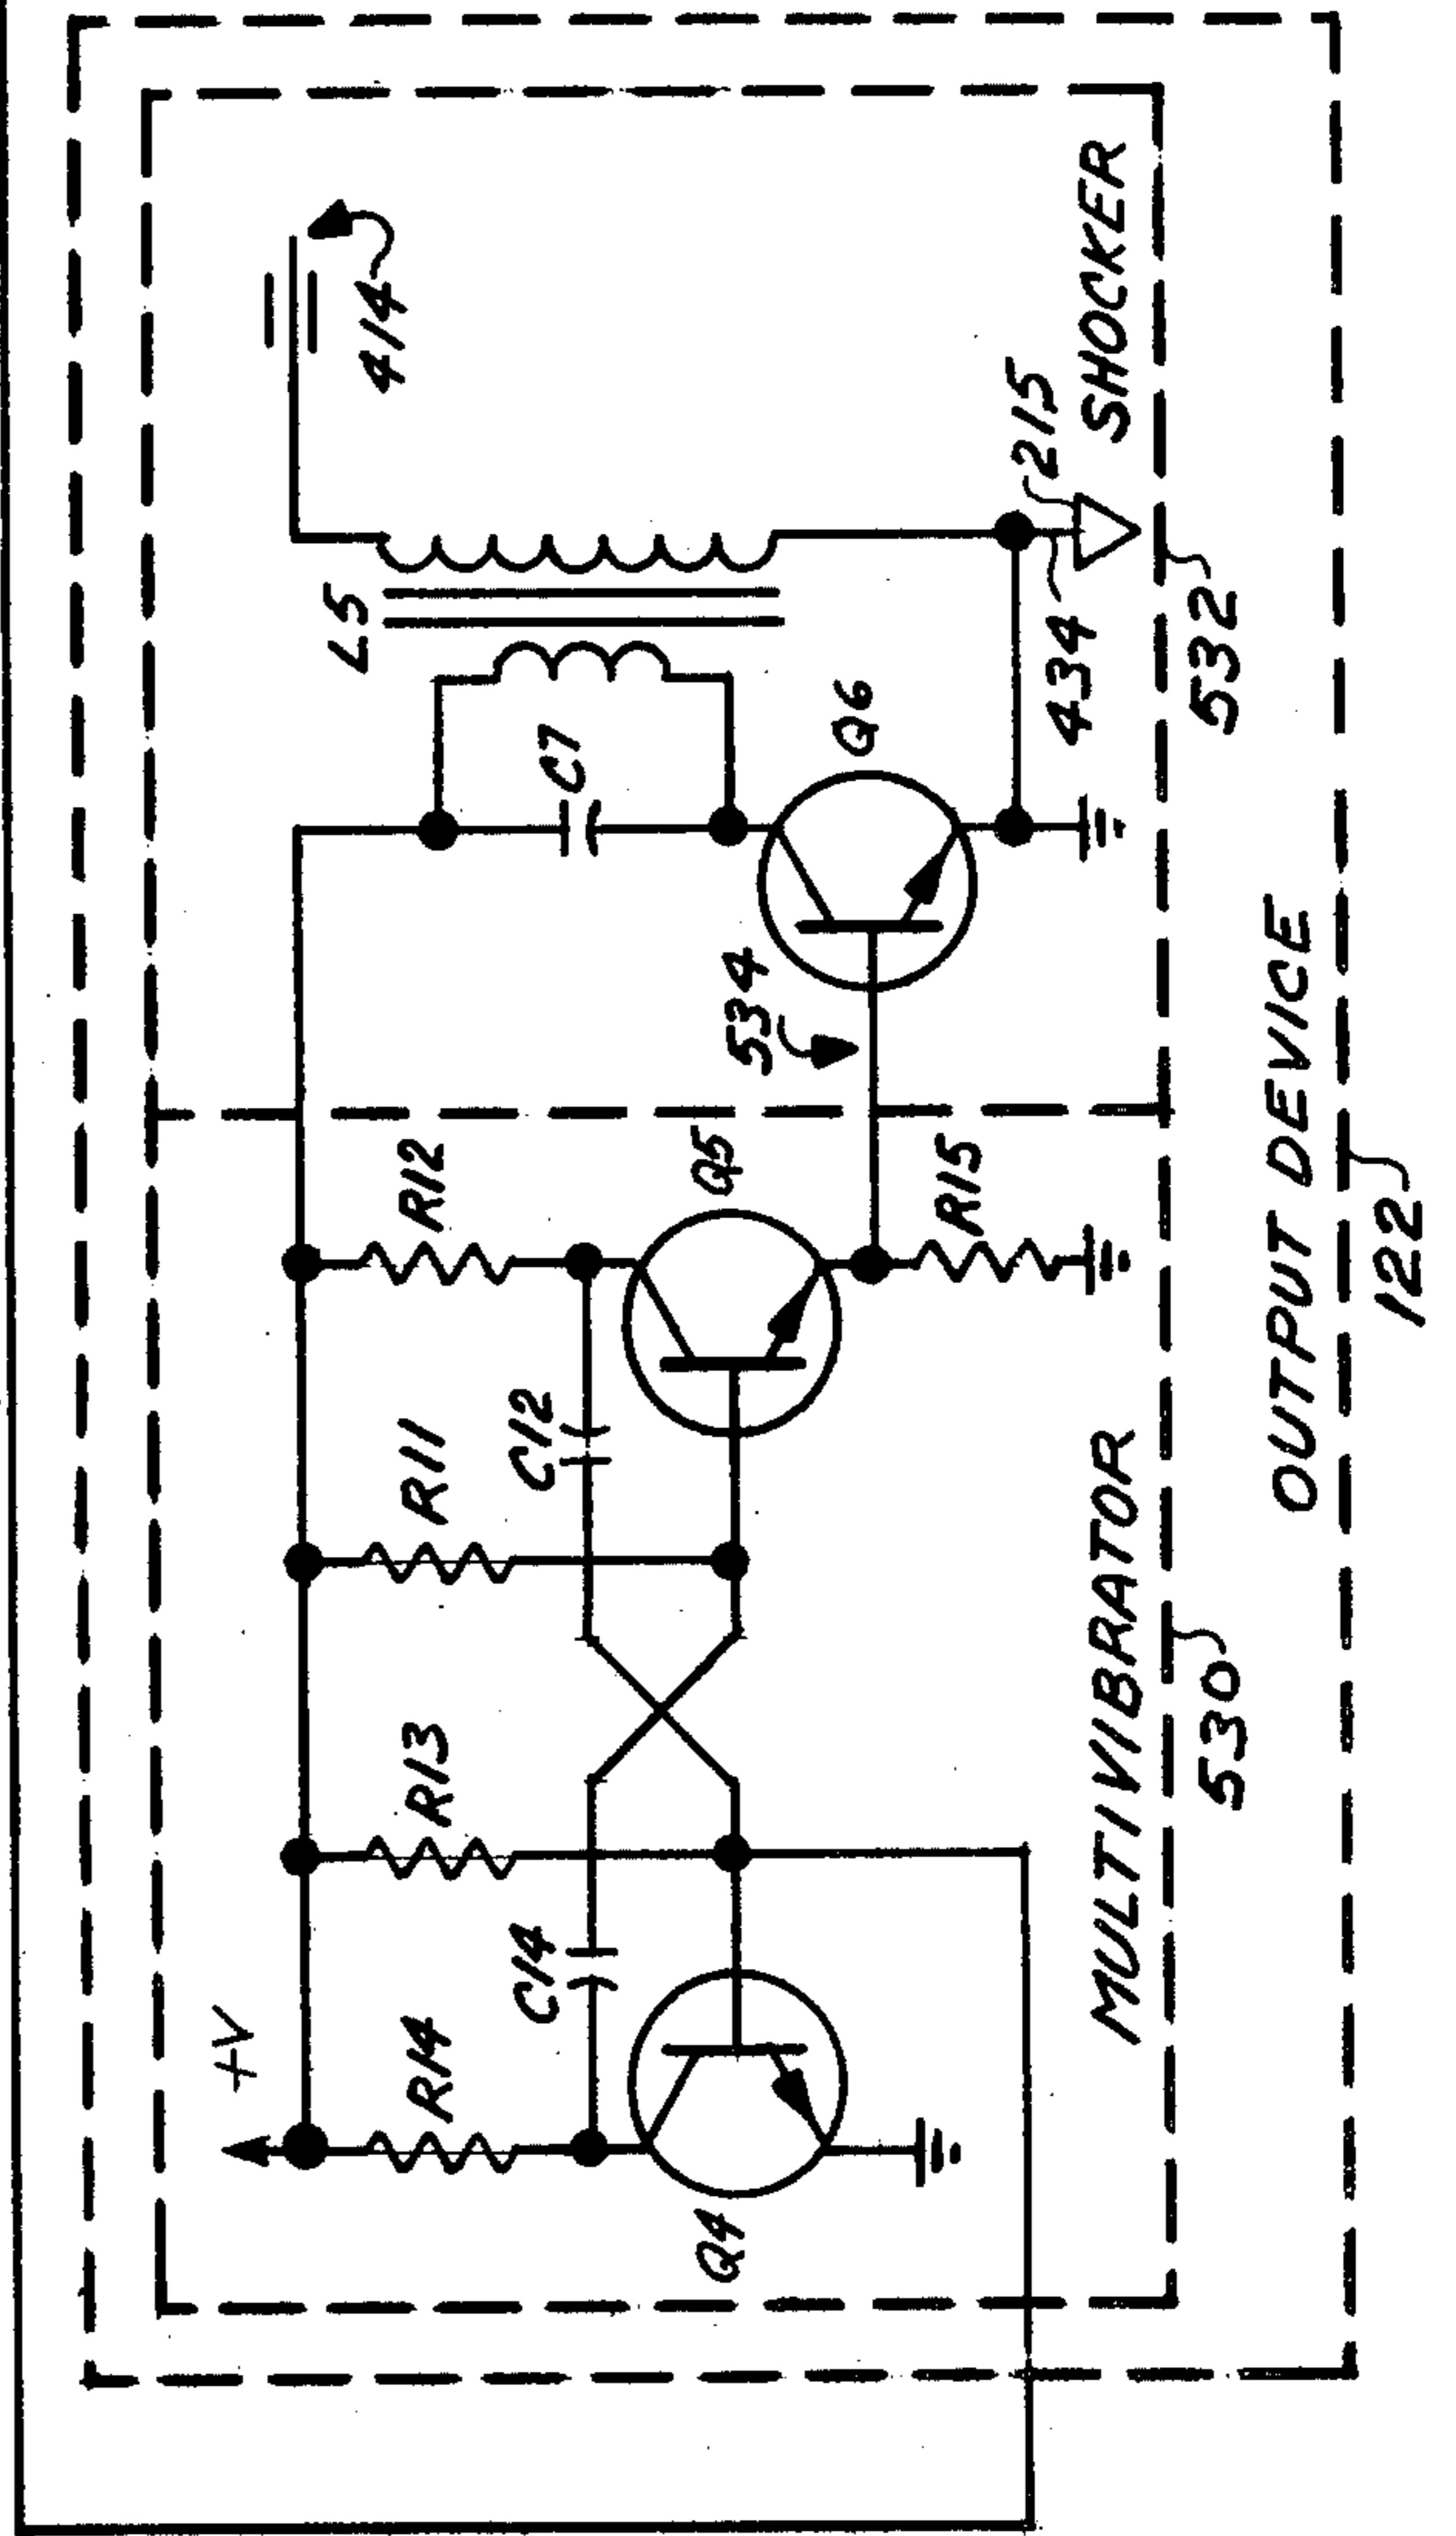 +V
R14
R13
R11
R12
L5
414
C14
C12
C7
Q4
Q5
534
Q6
R15
434
215
MULTIVIBRATOR
SHOCKER
530
532
OUTPUT DEVICE
122